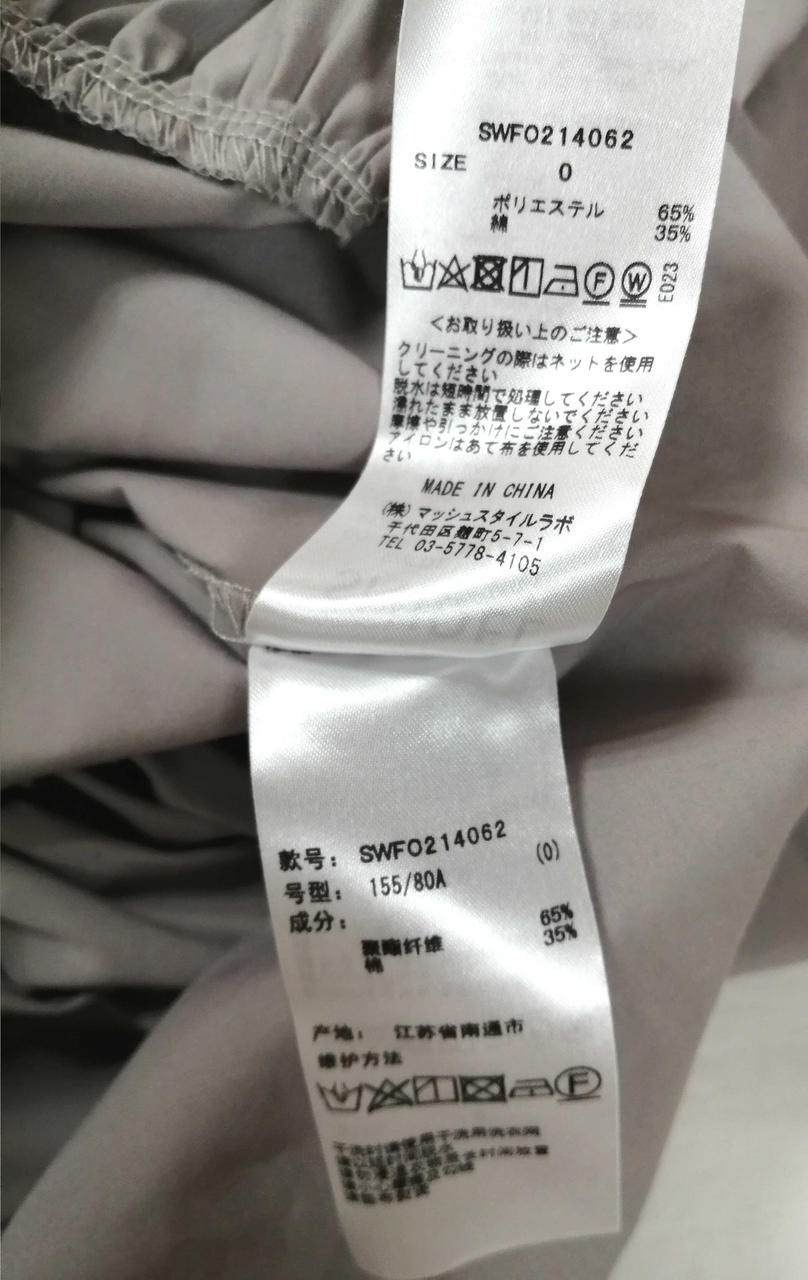 SWFO214062
SIZE 0
ポリエステル 65%
綿 35%
F W E023
<お取り扱い上のご注意>
クリーニングの際はネットを使用
してください
脱水は短時間で処理してください
濡れたまま放置しないでください
摩擦や引っかけにご注意ください
アイロンはあて布を使用してくだ
さい
MADE IN CHINA
(株)マッシュスタイルラボ
千代田区麹町5-7-1
TEL 03-5778-4105
款号: SWFO214062
号型: 155/80A (0)
成分:
聚酯纤维 65%
棉 35%
产地: 江苏省南通市
维护方法
F